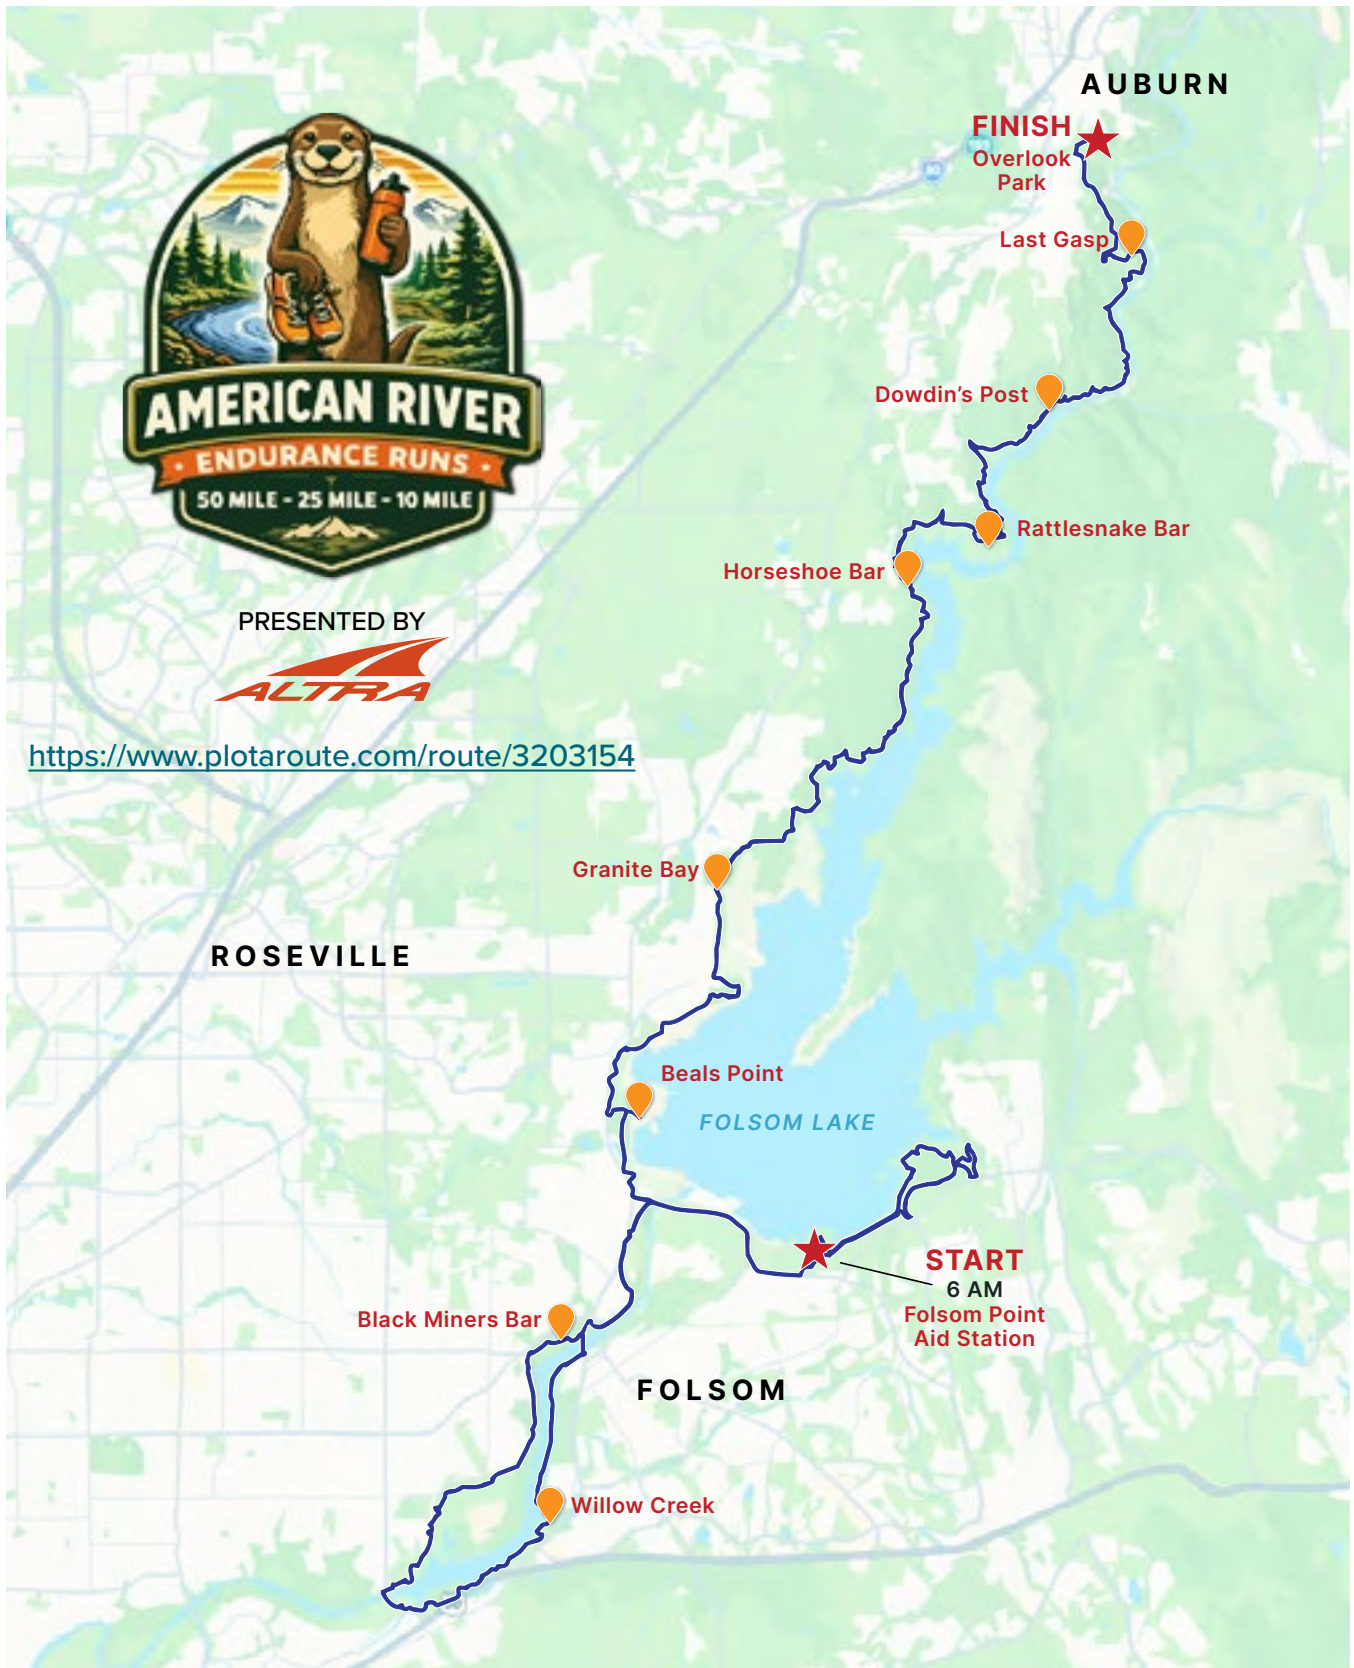 AUBURN
FINISH
Overlook
Park
Last Gasp
AMERICAN RIVER
• ENDURANCE RUNS •
50 MILE - 25 MILE - 10 MILE
Dowdin's Post
Rattlesnake Bar
Horseshoe Bar
PRESENTED BY
ALTRA
https://www.plotaroute.com/route/3203154
Granite Bay
ROSEVILLE
Beals Point
FOLSOM LAKE
START
6 AM
Folsom Point
Aid Station
Black Miners Bar
FOLSOM
Willow Creek